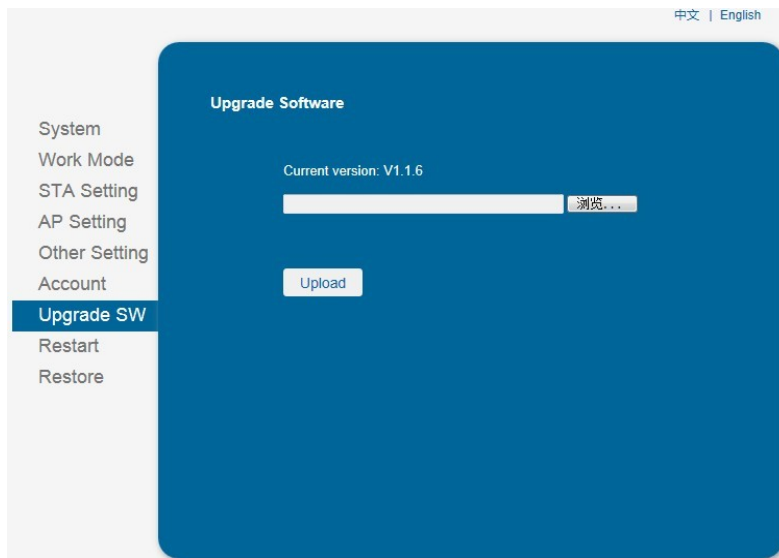 中文 | English
Upgrade Software
System
Work Mode
STA Setting
AP Setting
Other Setting
Account
Upgrade SW
Restart
Restore
Current version: V1.1.6
浏览...
Upload